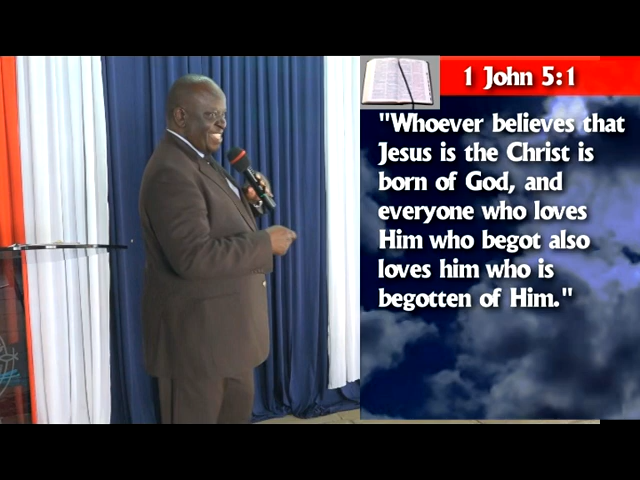 1 John 5:1
"Whoever believes that
Jesus is the Christ is
born of God, and
everyone who loves
Him who begot also
loves him who is
begotten of Him."